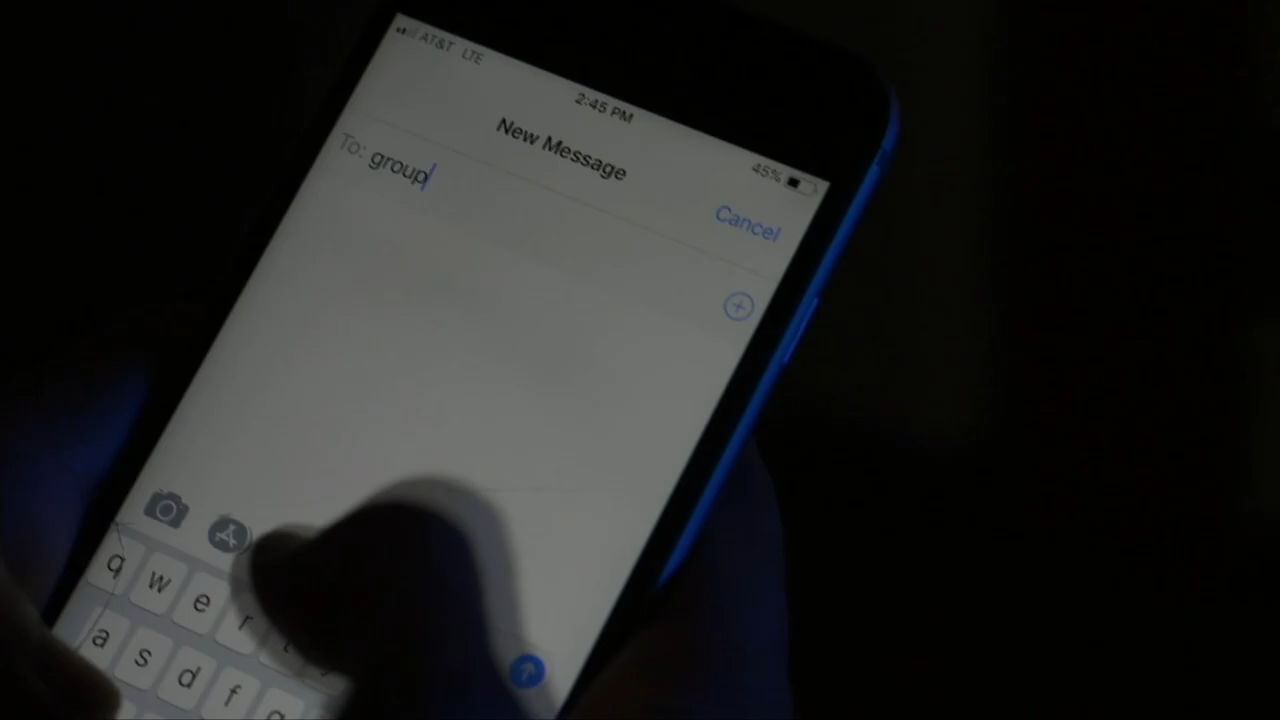 AT&T LTE
2:45 PM
45%
New Message
Cancel
To: group
q w e r t
a s d f g